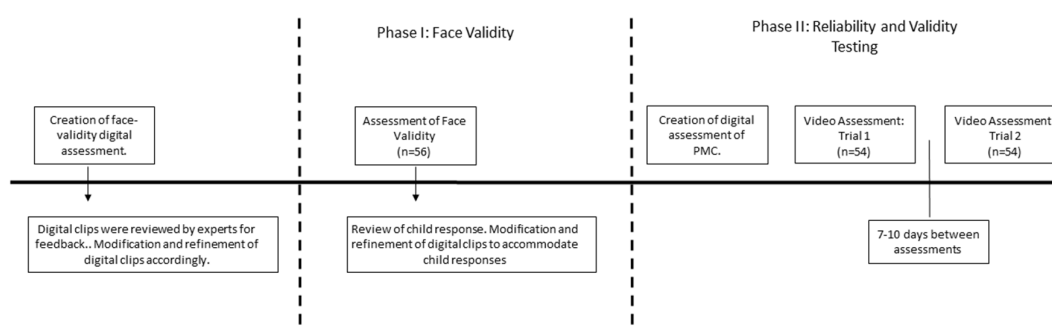 Phase I: Face Validity
Phase II: Reliability and Validity
Testing
Creation of face-
validity digital
assessment.
Assessment of Face
Validity
(n=56)
Creation of digital
assessment of
PMC.
Video Assessment:
Trial 1
(n=54)
Video Assessment
Trial 2
(n=54)
Digital clips were reviewed by experts for
feedback.. Modification and refinement of
digital clips accordingly.
Review of child response. Modification and
refinement of digital clips to accommodate
child responses
7-10 days between
assessments